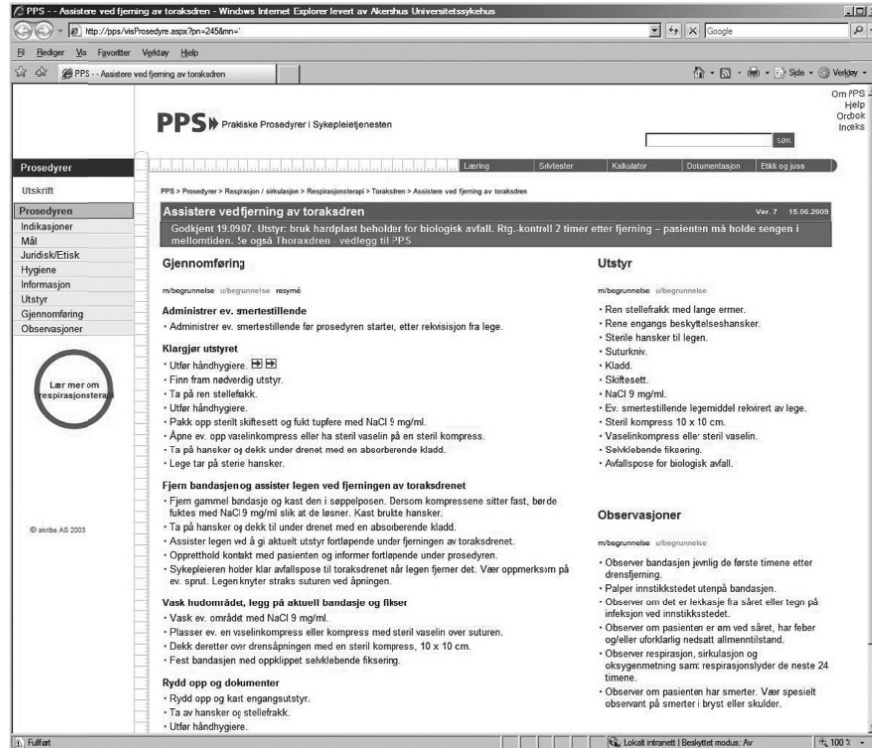 PPS - - Assistere ved fjerning av toraksdren - Windows Internet Explorer levert av Akershus Universitetssykehus
http://pps/visProsedyre.aspx?pn=245&mn=
Google
Fil Rediger Vis Favoritter Verktøy Help
PPS - - Assistere ved fjerning av toraksdren
Side Verktøy
Om PPS
Help
Ordbok
Indeks
PPS Praktiske Prosedyrer i Sykepleietjenesten
SØK
Prosedyrer
Læring Selvtester Kalkulator Dokumentasjon Etikk og juss
Utskrift
PPS > Prosedyrer > Respirasjon / sirkulasjon > Respirasjonsterapi > Toraksdren > Assistere ved fjerning av toraksdren
Prosedyren
Indikasjoner
Mål
Juridisk/Etisk
Hygiene
Informasjon
Utstyr
Gjennomføring
Observasjoner
Lær mer om
respirasjonsterapi
© akribe AS 2003
Assistere ved fjerning av toraksdren Ver. 7 15.06.2009
Godkjent 19.0907. Utstyr: bruk hardplast beholder for biologisk avfall. Rtg.-kontroll 2 timer etter fjerning – pasienten må holde sengen i
mellomtiden. Se også Thoraxdren - vedlegg til PPS
Gjennomføring
m/begrunnelse u/begrunnelse resymé
Administrer ev. smertestillende
· Administrer ev. smertestillende før prosedyren starter, etter rekvisisjon fra lege.
Klargjør utstyret
· Utfør håndhygiene.
· Finn fram nødvendig utstyr.
· Ta på ren stellefrakk.
· Utfør håndhygiene.
· Pakk opp sterilt skiftesett og fukt tupfere med NaCl 9 mg/ml.
· Åpne ev. opp vaselinkompress eller ha steril vaselin på en steril kompress.
· Ta på hansker og dekk under drenet med en absorberende kladd.
· Lege tar på sterile hansker.
Fjern bandasjen og assister legen ved fjerningen av toraksdrenet
· Fjern gammel bandasje og kast den i søppelposen. Dersom kompressene sitter fast, bør de
fuktes med NaCl 9 mg/ml slik at de løsner. Kast brukte hansker.
· Ta på hansker og dekk til under drenet med en absorberende kladd.
· Assister legen ved å gi aktuelt utstyr fortløpende under fjerningen av toraksdrenet.
· Oppretthold kontakt med pasienten og informer fortløpende under prosedyren.
· Sykepleieren holder klar avfallspose til toraksdrenet når legen fjerner det. Vær oppmerksom på
ev. sprut. Legen knyter straks suturen ved åpningen.
Vask hudområdet, legg på aktuell bandasje og fikser
· Vask ev. området med NaCl 9 mg/ml.
· Plasser ev. en vaselinkompress eller kompress med steril vaselin over suturen.
· Dekk deretter over drensåpningen med en steril kompress, 10 x 10 cm.
· Fest bandasjen med oppklippet selvklebende fiksering.
Rydd opp og dokumenter
· Rydd opp og kast engangsutstyr.
· Ta av hansker og stellefrakk.
· Utfør håndhygiene.
Utstyr
m/begrunnelse u/begrunnelse
· Ren stellefrakk med lange ermer.
· Rene engangs beskyttelseshansker.
· Sterile hansker til legen.
· Suturkniv.
· Kladd.
· Skiftesett.
· NaCl 9 mg/ml.
· Ev. smertestillende legemiddel rekvirert av lege.
· Steril kompress 10 x 10 cm.
· Vaselinkompress eller steril vaselin.
· Selvklebende fiksering.
· Avfallspose for biologisk avfall.
Observasjoner
m/begrunnelse u/begrunnelse
· Observer bandasjen jevnlig de første timene etter
drensfjerning.
· Palper innstikkstedet utenpå bandasjen.
· Observer om det er lekkasje fra såret eller tegn på
infeksjon ved innstikksstedet.
· Observer om pasienten er øm ved såret, har feber
og/eller uforklarlig nedsatt allmenntilstand.
· Observer respirasjon, sirkulasjon og
oksygenmetning samt respirasjonslyder de neste 24
timene.
· Observer om pasienten har smerter. Vær spesielt
observant på smerter i bryst eller skulder.
Fullført
Lokalt intranett | Beskyttet modus: Av
100 %